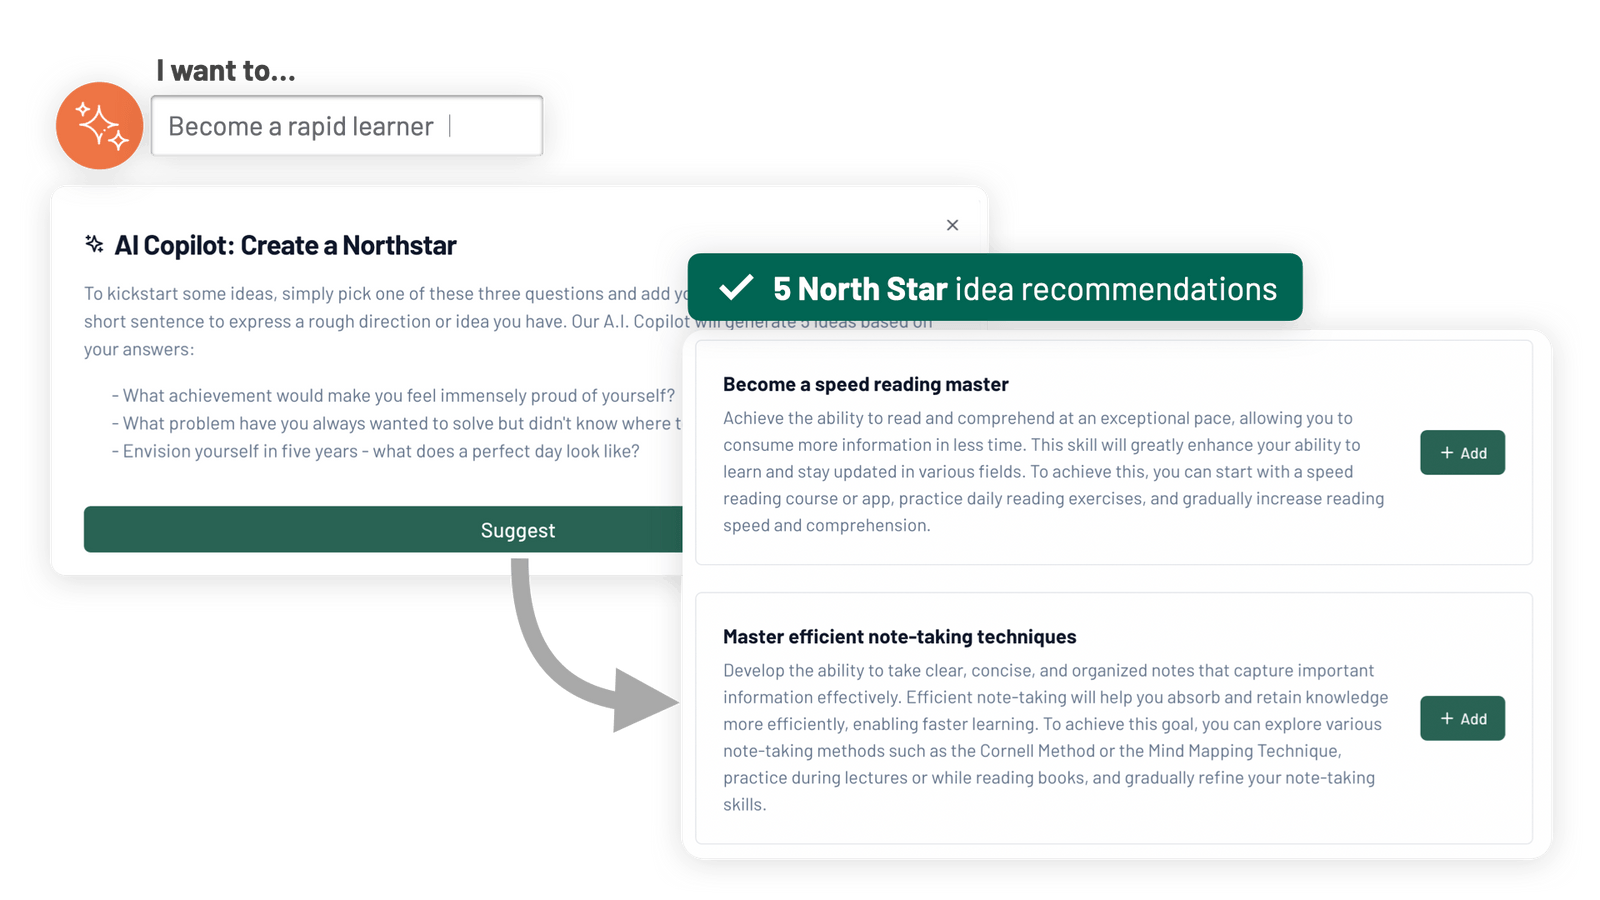 I want to...
Become a rapid learner
AI Copilot: Create a Northstar
To kickstart some ideas, simply pick one of these three questions and add
short sentence to express a rough direction or idea you have. Our A.I. Copilot will generate 5 ideas based on
your answers:
- What achievement would make you feel immensely proud of yourself?
- What problem have you always wanted to solve but didn't know where
- Envision yourself in five years - what does a perfect day look like?
Suggest
5 North Star idea recommendations
Become a speed reading master
Achieve the ability to read and comprehend at an exceptional pace, allowing you to
consume more information in less time. This skill will greatly enhance your ability to
learn and stay updated in various fields. To achieve this, you can start with a speed
reading course or app, practice daily reading exercises, and gradually increase reading
speed and comprehension.
+ Add
Master efficient note-taking techniques
Develop the ability to take clear, concise, and organized notes that capture important
information effectively. Efficient note-taking will help you absorb and retain knowledge
more efficiently, enabling faster learning. To achieve this goal, you can explore various
note-taking methods such as the Cornell Method or the Mind Mapping Technique,
practice during lectures or while reading books, and gradually refine your note-taking
skills.
+ Add